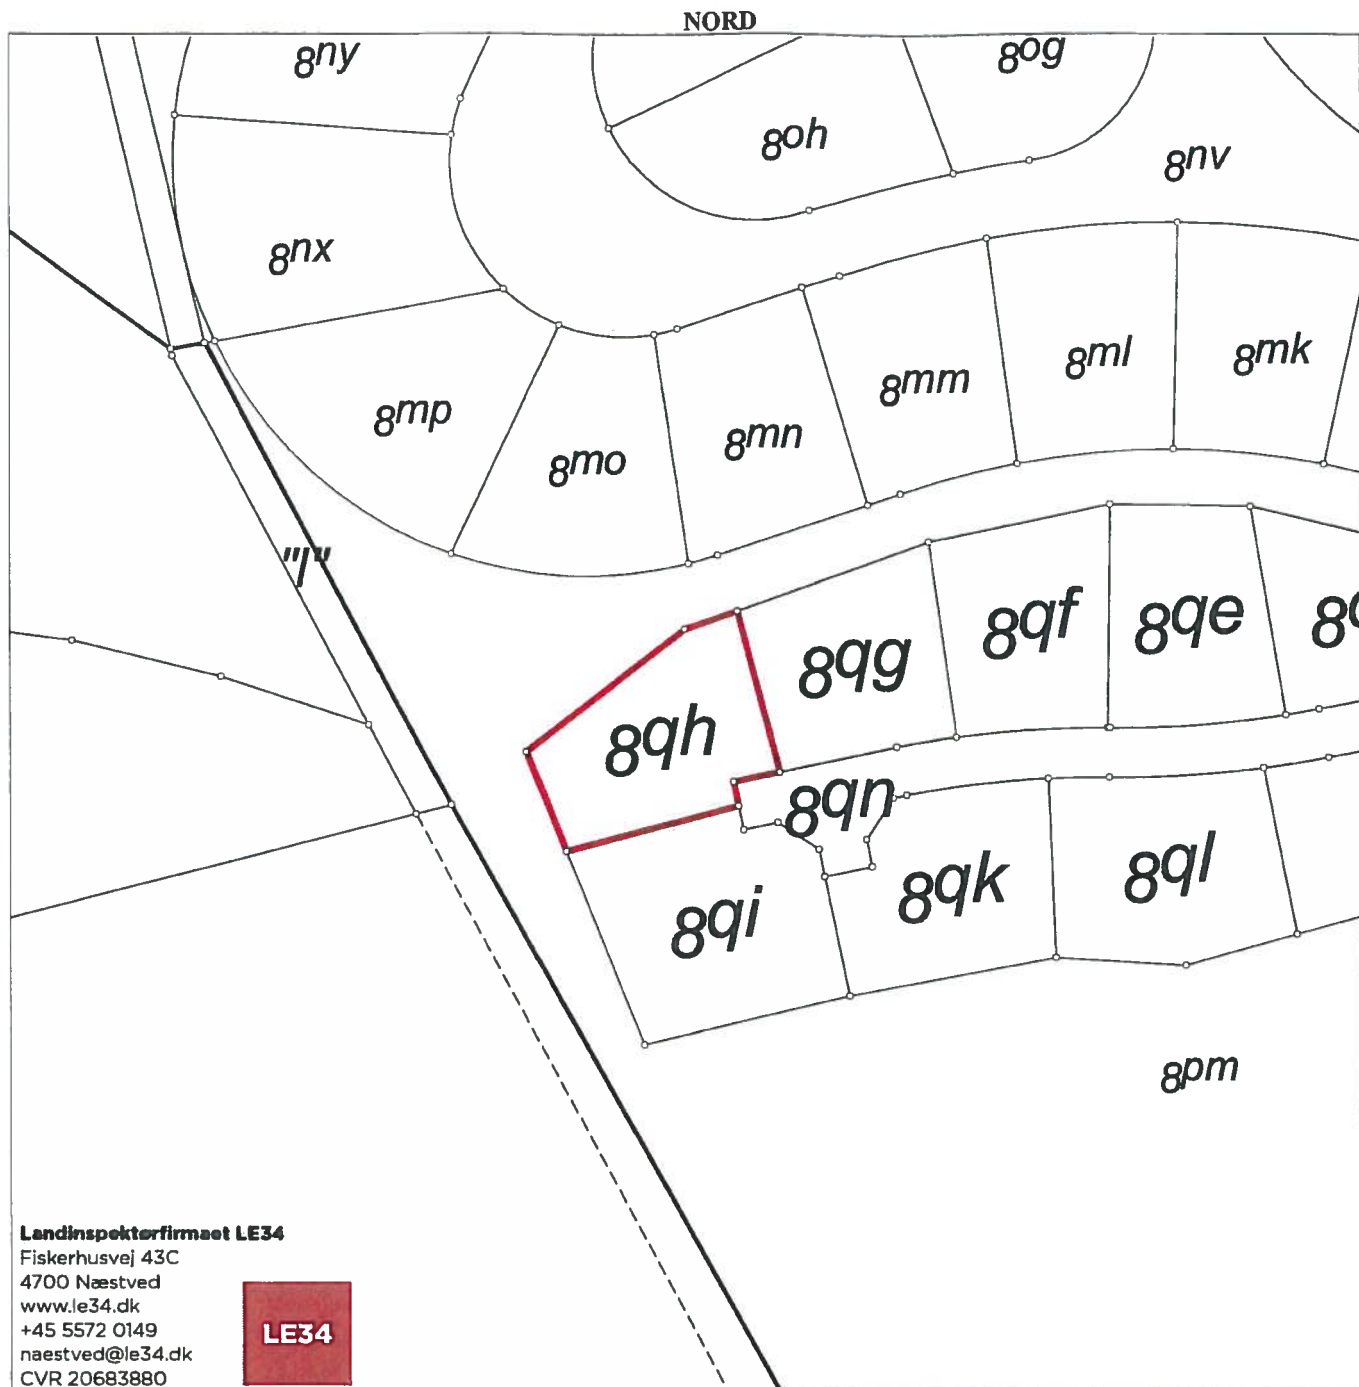 NORD
8ny
8og
8oh
8nv
8nx
8ml
8mk
8mm
8mp
8mn
8mo
"l"
8qf
8qe
8qg
8qh
8qn
8ql
8qk
8qi
8pm
Landinspektørfirmaet LE34
Fiskerhusvej 43C
4700 Næstved
www.le34.dk
+45 5572 0149
naestved@le34.dk
CVR 20683880
LE34